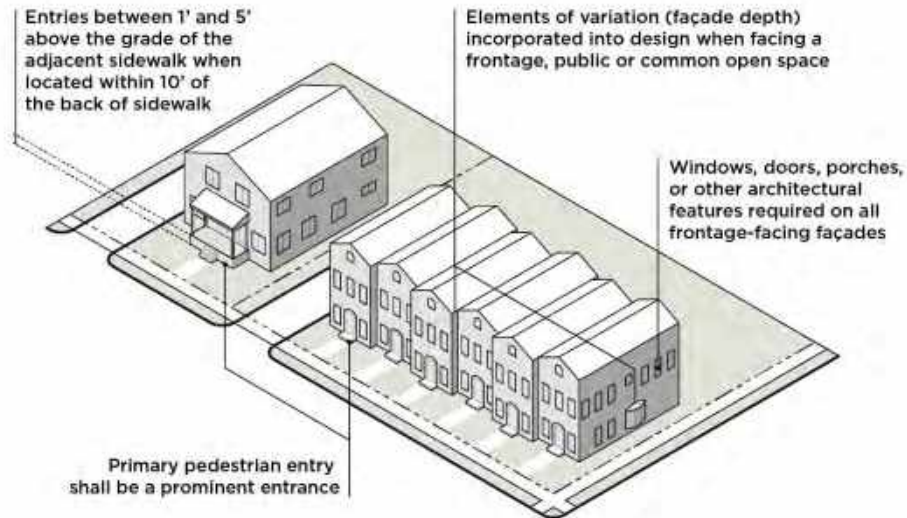 Entries between 1' and 5'
above the grade of the
adjacent sidewalk when
located within 10' of
the back of sidewalk
Elements of variation (façade depth)
incorporated into design when facing a
frontage, public or common open space
Windows, doors, porches,
or other architectural
features required on all
frontage-facing façades
Primary pedestrian entry
shall be a prominent entrance